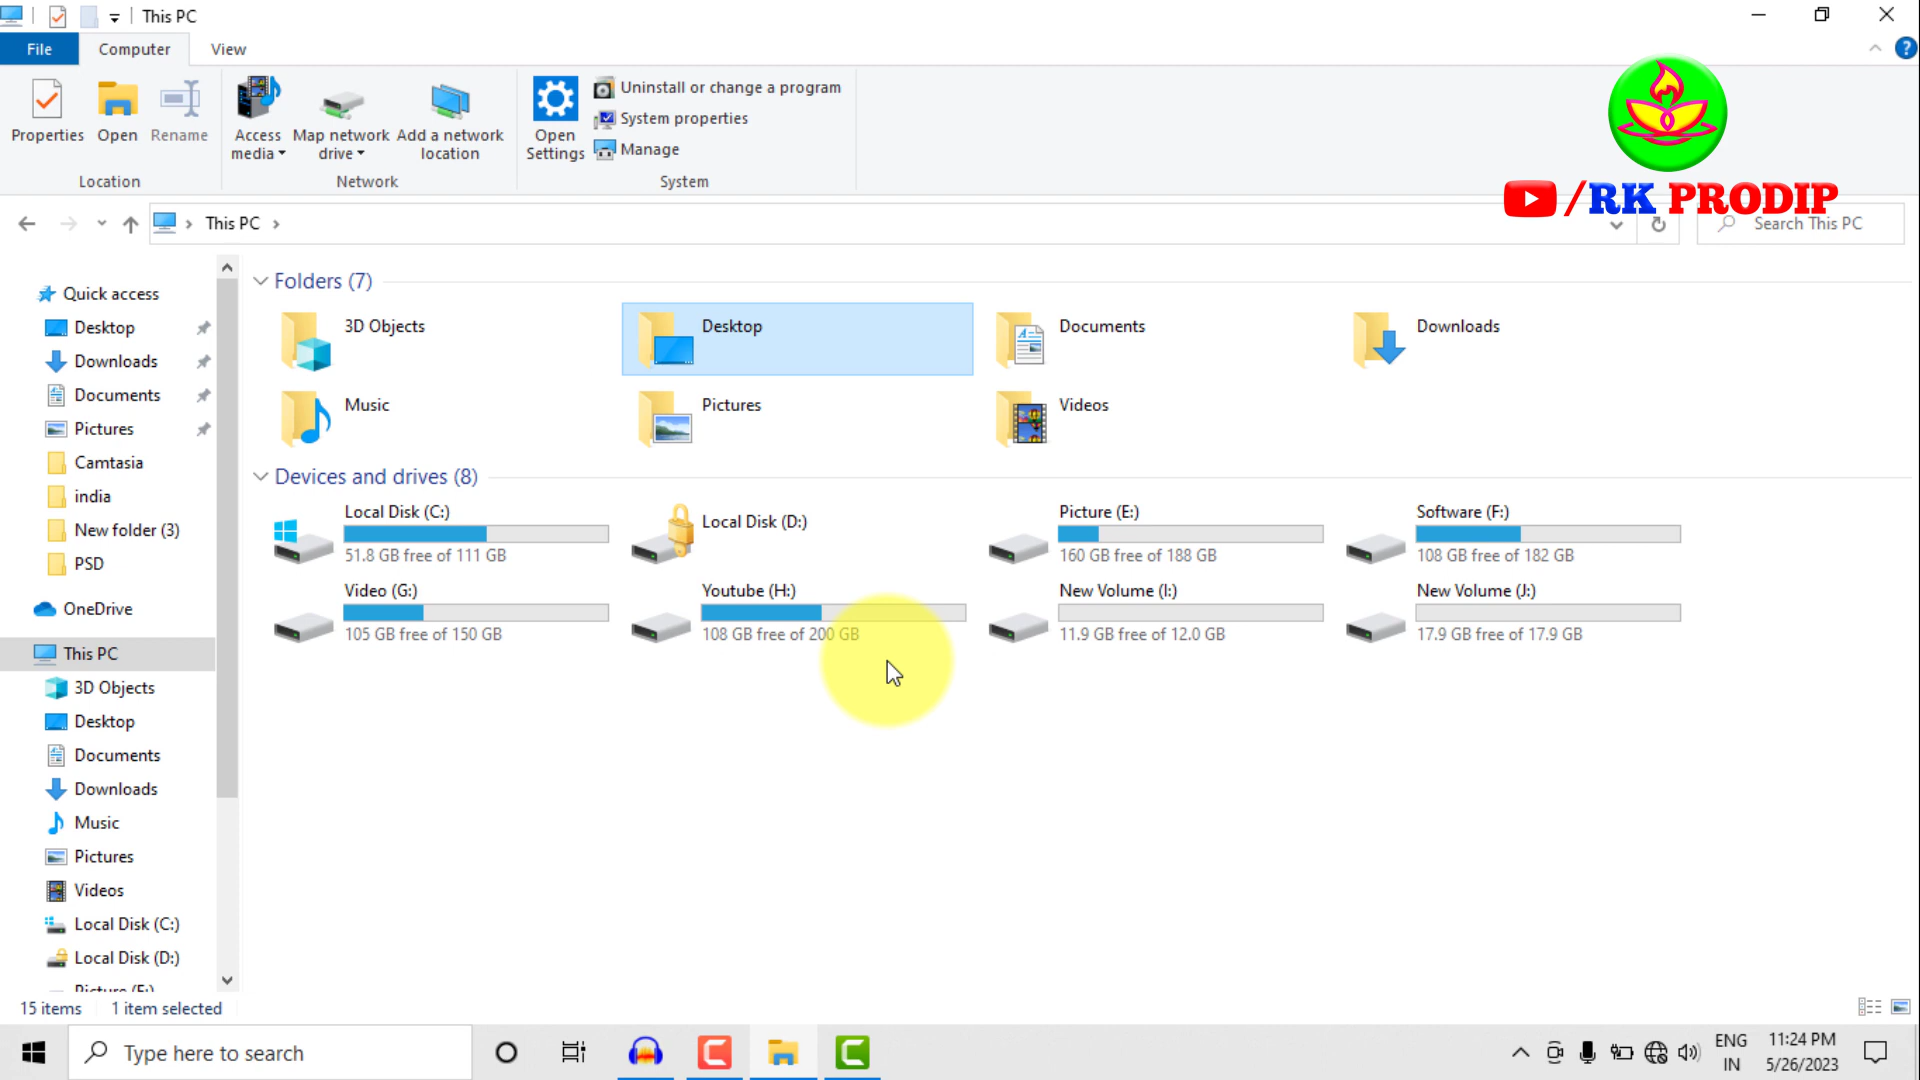 This PC
File Computer View
Properties Open Rename
Access media Map network drive Add a network location
Open Settings
Uninstall or change a program
System properties
Manage
Location Network System
/RK PRODIP
This PC
Search This PC
Quick access
Desktop
Downloads
Documents
Pictures
Camtasia
india
New folder (3)
PSD
OneDrive
This PC
3D Objects
Desktop
Documents
Downloads
Music
Pictures
Videos
Local Disk (C:)
Local Disk (D:)
Picture (E:)
Folders (7)
3D Objects Desktop Documents Downloads
Music Pictures Videos
Devices and drives (8)
Local Disk (C:)
51.8 GB free of 111 GB
Local Disk (D:)
Picture (E:)
160 GB free of 188 GB
Software (F:)
108 GB free of 182 GB
Video (G:)
105 GB free of 150 GB
Youtube (H:)
108 GB free of 200 GB
New Volume (I:)
11.9 GB free of 12.0 GB
New Volume (J:)
17.9 GB free of 17.9 GB
15 items 1 item selected
Type here to search
ENG
IN
11:24 PM
5/26/2023